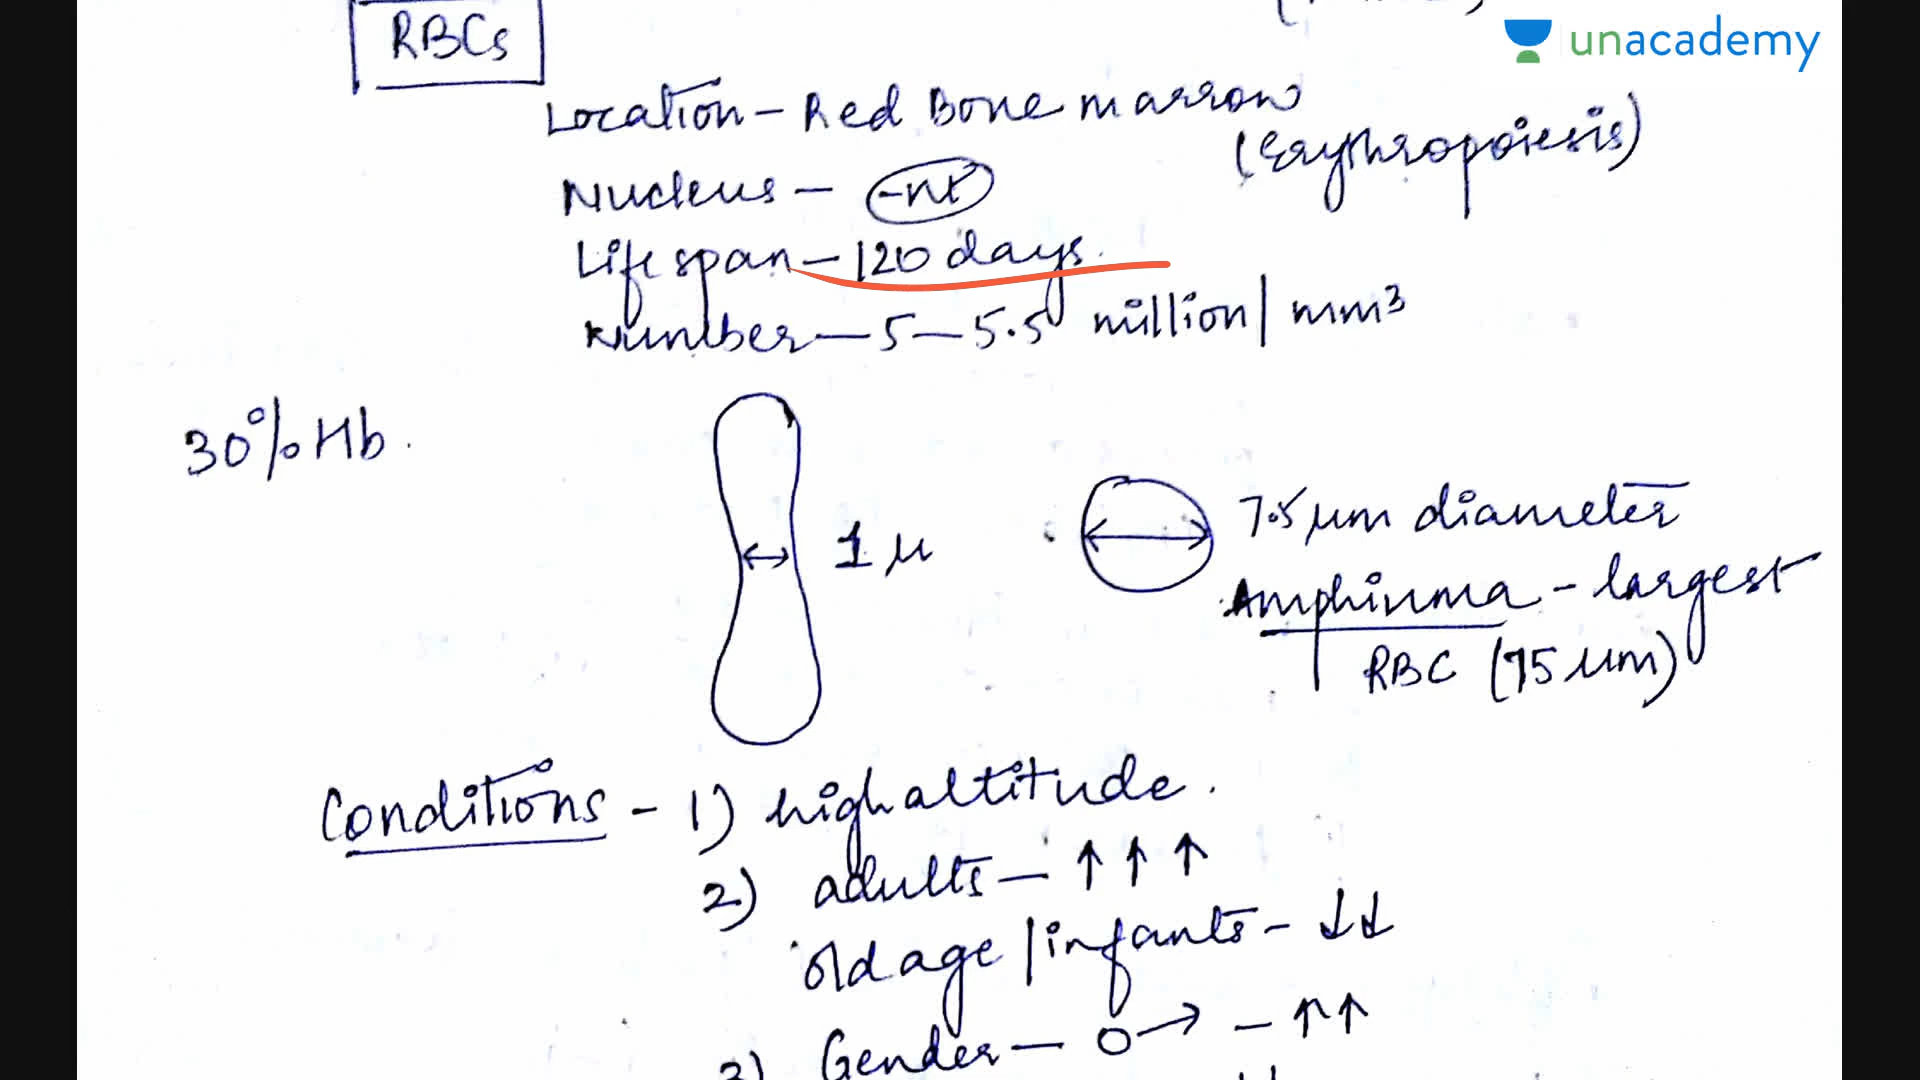 unacademy
RBCs
Location - Red Bone marrow
(Erythropoiesis)
Nucleus - -nt
Life span - 120 days.
Number - 5 - 5.5 million / mm³
30% Hb.
1 μ
7.5 μm diameter
Amphiuma - largest
RBC (75 μm)
Conditions - 1) high altitude.
2) adults - ↑ ↑ ↑
old age / infants - ↓↓
3) Gender - ♂ - ↑↑